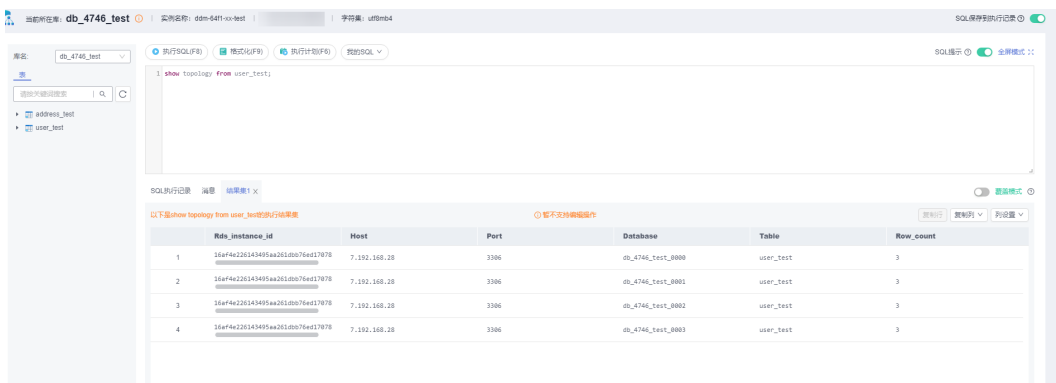 当前所在库: db_4746_test 实例名称: ddm-64f1-xx-test 字符集: utf8mb4 SQL保存到执行记录
库名: db_4746_test
执行SQL(F8) 格式化(F9) 执行计划(F6) 我的SQL SQL提示 全屏模式
表
请按关键词搜索
address_test
user_test
1 show topology from user_test;
SQL执行记录 消息 结果集1 x 覆盖模式
以下是show topology from user_test的执行结果集 暂不支持编辑操作 复制行 复制列 列设置
Rds_instance_id Host Port Database Table Row_count
1 16af4e226143495aa261dbb76ed17078 7.192.168.28 3306 db_4746_test_0000 user_test 3
2 16af4e226143495aa261dbb76ed17078 7.192.168.28 3306 db_4746_test_0001 user_test 3
3 16af4e226143495aa261dbb76ed17078 7.192.168.28 3306 db_4746_test_0002 user_test 3
4 16af4e226143495aa261dbb76ed17078 7.192.168.28 3306 db_4746_test_0003 user_test 3